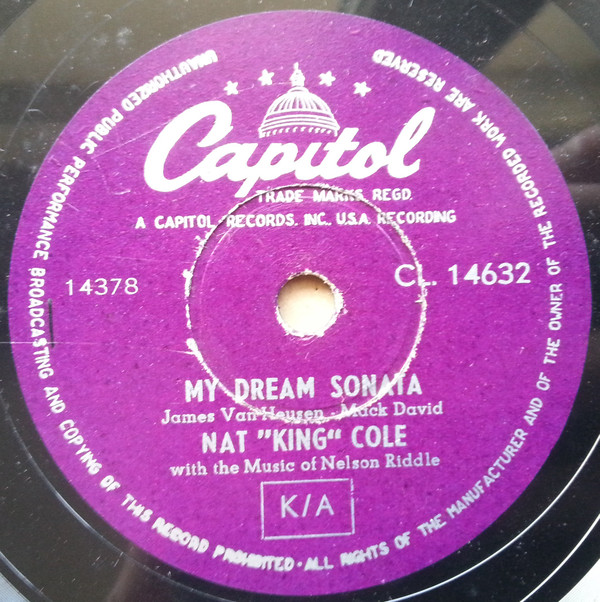 Capitol
TRADE MARKS REGD.
A CAPITOL RECORDS, INC., U.S.A. RECORDING
14378
CL. 14632
MY DREAM SONATA
James Van Heusen - Mack David
NAT "KING" COLE
with the Music of Nelson Riddle
K/A
ALL RIGHTS OF THE MANUFACTURER AND OF THE OWNER OF THE RECORDED WORK ARE RESERVED
UNAUTHORIZED PUBLIC PERFORMANCE BROADCASTING AND COPYING OF THIS RECORD PROHIBITED